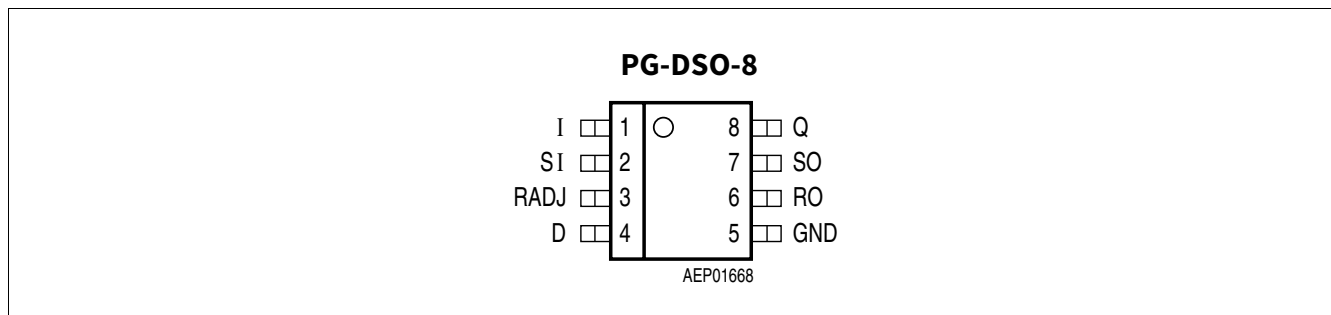 PG-DSO-8
I 1 8 Q
SI 2 7 SO
RADJ 3 6 RO
D 4 5 GND
AEP01668